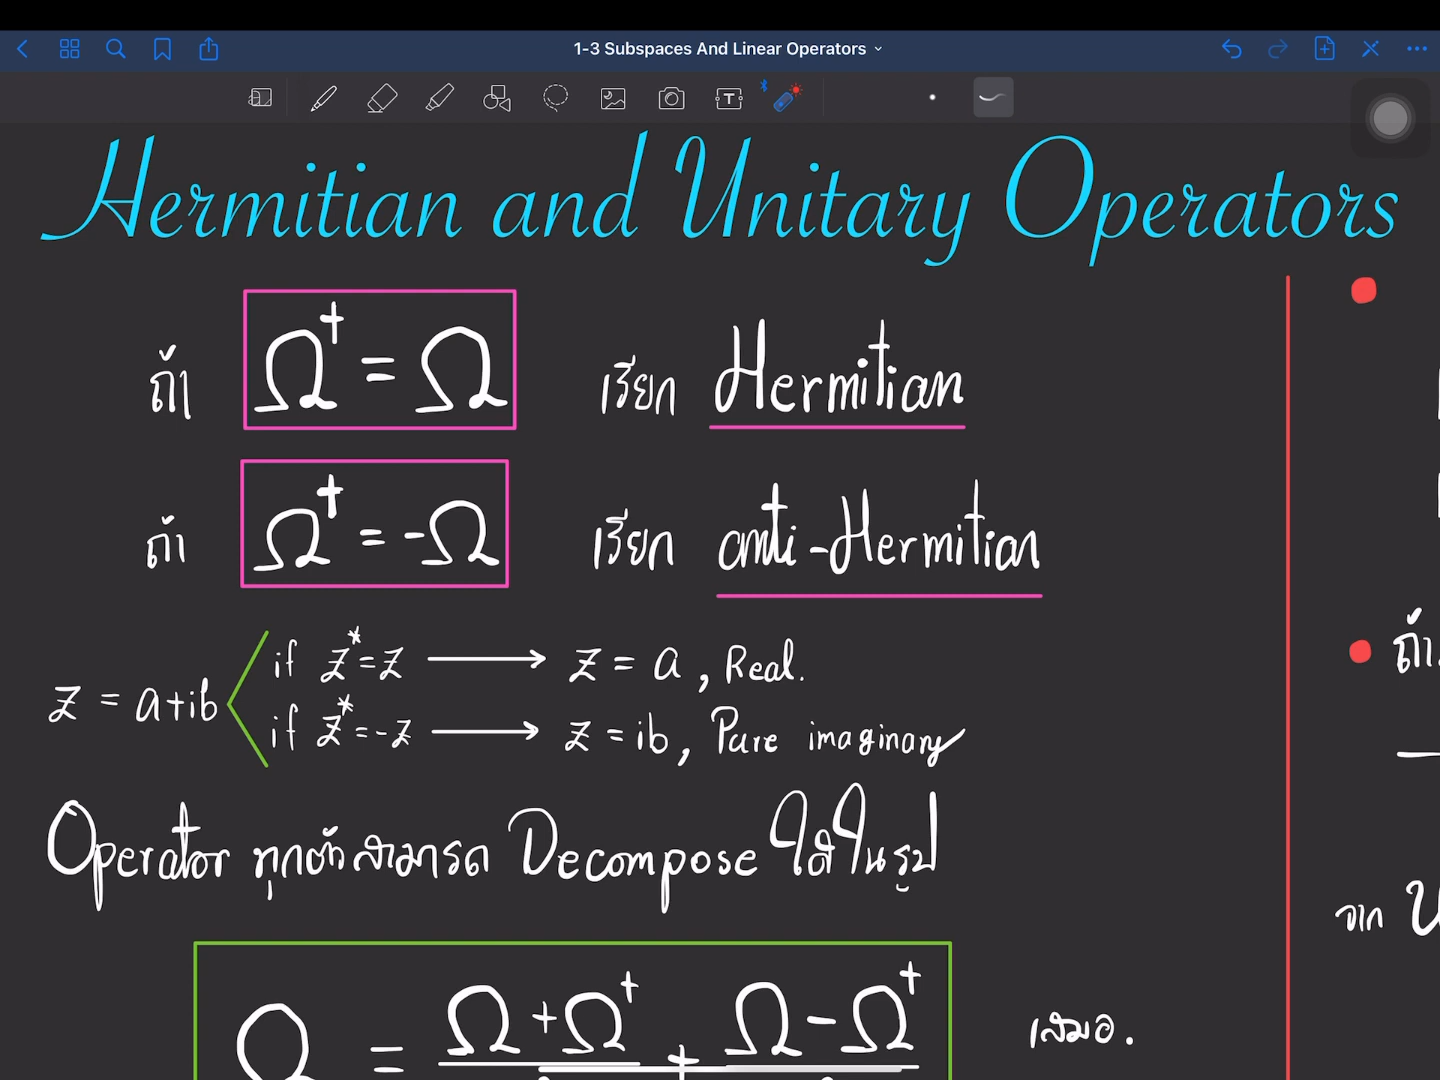 1-3 Subspaces And Linear Operators
Hermitian and Unitary Operators
ถ้า Ω† = Ω เรียก Hermitian
ถ้า Ω† = -Ω เรียก anti-Hermitian
z = a+ib
if z* = z ⟶ z = a, Real.
if z* = -z ⟶ z = ib, Pure imaginary
Operator ทุกตัวสามารถ Decompose ได้ในรูป
Ω = Ω+Ω† + Ω-Ω† เสมอ.
ถ้า
จาก U